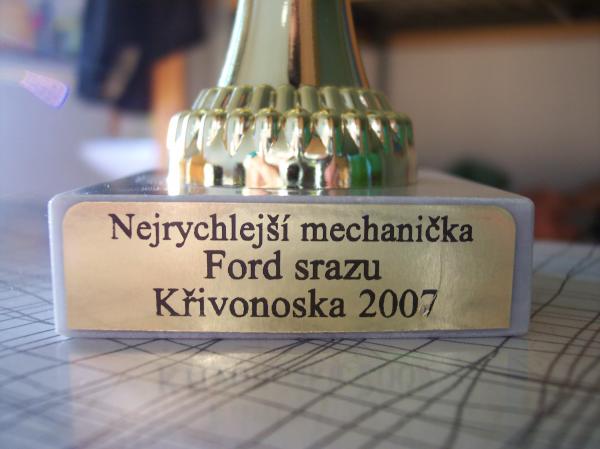 Nejrychlejší mechanička
Ford srazu
Křivonoska 2007